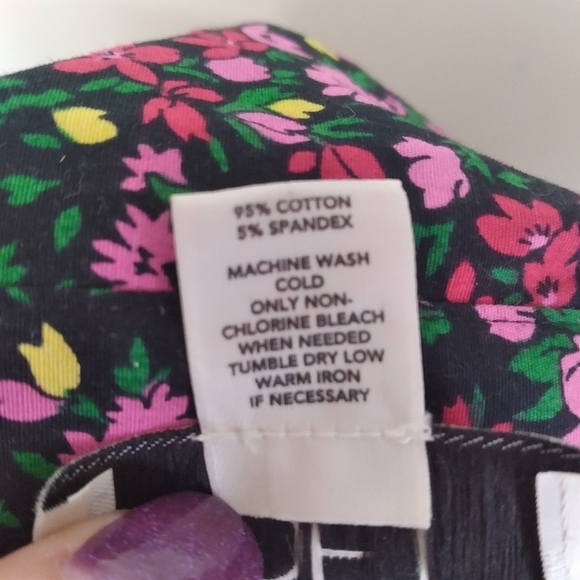 95% COTTON
5% SPANDEX
MACHINE WASH
COLD
ONLY NON-
CHLORINE BLEACH
WHEN NEEDED
TUMBLE DRY LOW
WARM IRON
IF NECESSARY